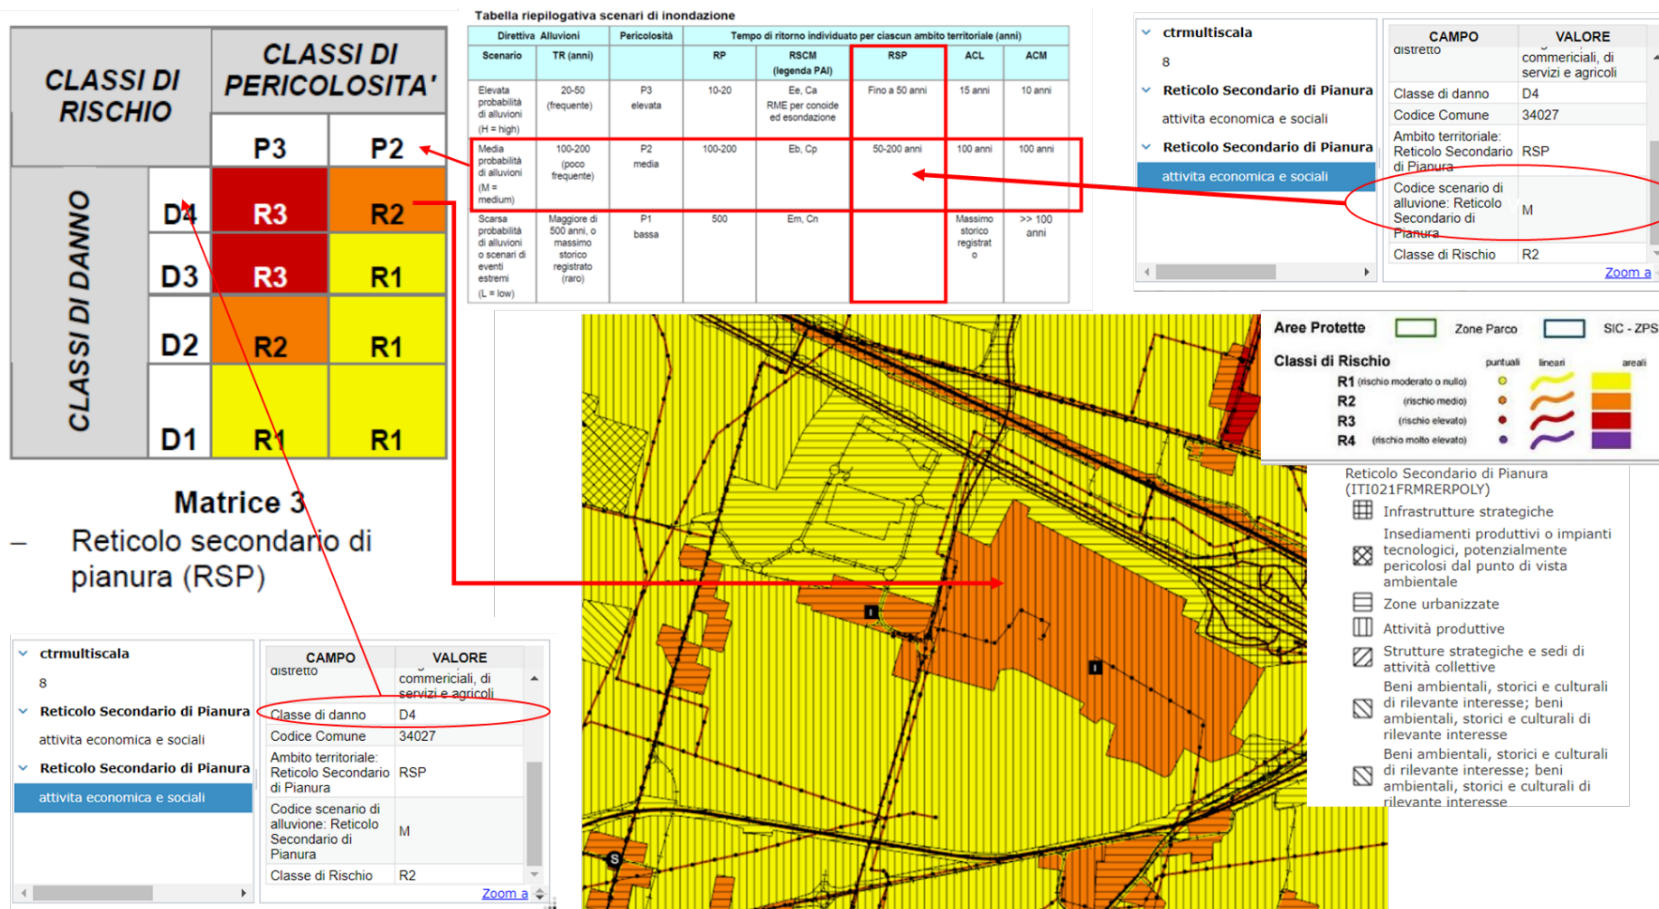 CLASSI DI
RISCHIO
CLASSI DI
PERICOLOSITA'
P3 P2
CLASSI DI DANNO
D4 R3 R2
D3 R3 R1
D2 R2 R1
D1 R1 R1
Matrice 3
– Reticolo secondario di
pianura (RSP)
Tabella riepilogativa scenari di inondazione
Direttiva Alluvioni Pericolosità Tempo di ritorno individuato per ciascun ambito territoriale (anni)
Scenario TR (anni) RP RSCM RSP ACL ACM
(legenda PAI)
Elevata 20-50 P3 10-20 Ee, Ca Fino a 50 anni 15 anni 10 anni
probabilità (frequente) elevata RME per conoide
di alluvioni ed esondazione
(H = high)
Media 100-200 P2 100-200 Eb, Cp 50-200 anni 100 anni 100 anni
probabilità (poco media
di alluvioni frequente)
(M =
medium)
Scarsa Maggiore di P1 500 Em, Cn Massimo >> 100
probabilità 500 anni, o bassa storico anni
di alluvioni massimo registrat
o scenari di storico o
eventi registrato
estremi (raro)
(L = low)
ctrmultiscala
8
Reticolo Secondario di Pianura
attivita economica e sociali
Reticolo Secondario di Pianura
attivita economica e sociali
CAMPO VALORE
distretto commericiali, di
servizi e agricoli
Classe di danno D4
Codice Comune 34027
Ambito territoriale:
Reticolo Secondario RSP
di Pianura
Codice scenario di
alluvione: Reticolo M
Secondario di
Pianura
Classe di Rischio R2
Zoom a
Aree Protette Zone Parco SIC - ZPS
Classi di Rischio puntuali lineari areali
R1 (rischio moderato o nullo)
R2 (rischio medio)
R3 (rischio elevato)
R4 (rischio molto elevato)
Reticolo Secondario di Pianura
(ITI021FRMRERPOLY)
Infrastrutture strategiche
Insediamenti produttivi o impianti
tecnologici, potenzialmente
pericolosi dal punto di vista
ambientale
Zone urbanizzate
Attività produttive
Strutture strategiche e sedi di
attività collettive
Beni ambientali, storici e culturali
di rilevante interesse; beni
ambientali, storici e culturali di
rilevante interesse
Beni ambientali, storici e culturali
di rilevante interesse; beni
ambientali, storici e culturali di
rilevante interesse
I
I
S
ctrmultiscala
8
Reticolo Secondario di Pianura
attivita economica e sociali
Reticolo Secondario di Pianura
attivita economica e sociali
CAMPO VALORE
distretto commericiali, di
servizi e agricoli
Classe di danno D4
Codice Comune 34027
Ambito territoriale:
Reticolo Secondario RSP
di Pianura
Codice scenario di
alluvione: Reticolo M
Secondario di
Pianura
Classe di Rischio R2
Zoom a